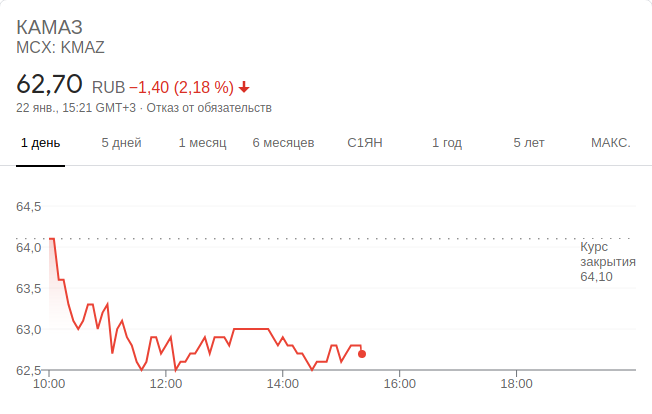 КАМАЗ
MCX: KMAZ
62,70 RUB −1,40 (2,18 %)
22 янв., 15:21 GMT+3 · Отказ от обязательств
1 день 5 дней 1 месяц 6 месяцев С1ЯН 1 год 5 лет МАКС.
64,5
64,0
Курс
закрытия
64,10
63,5
63,0
62,5
10:00 12:00 14:00 16:00 18:00